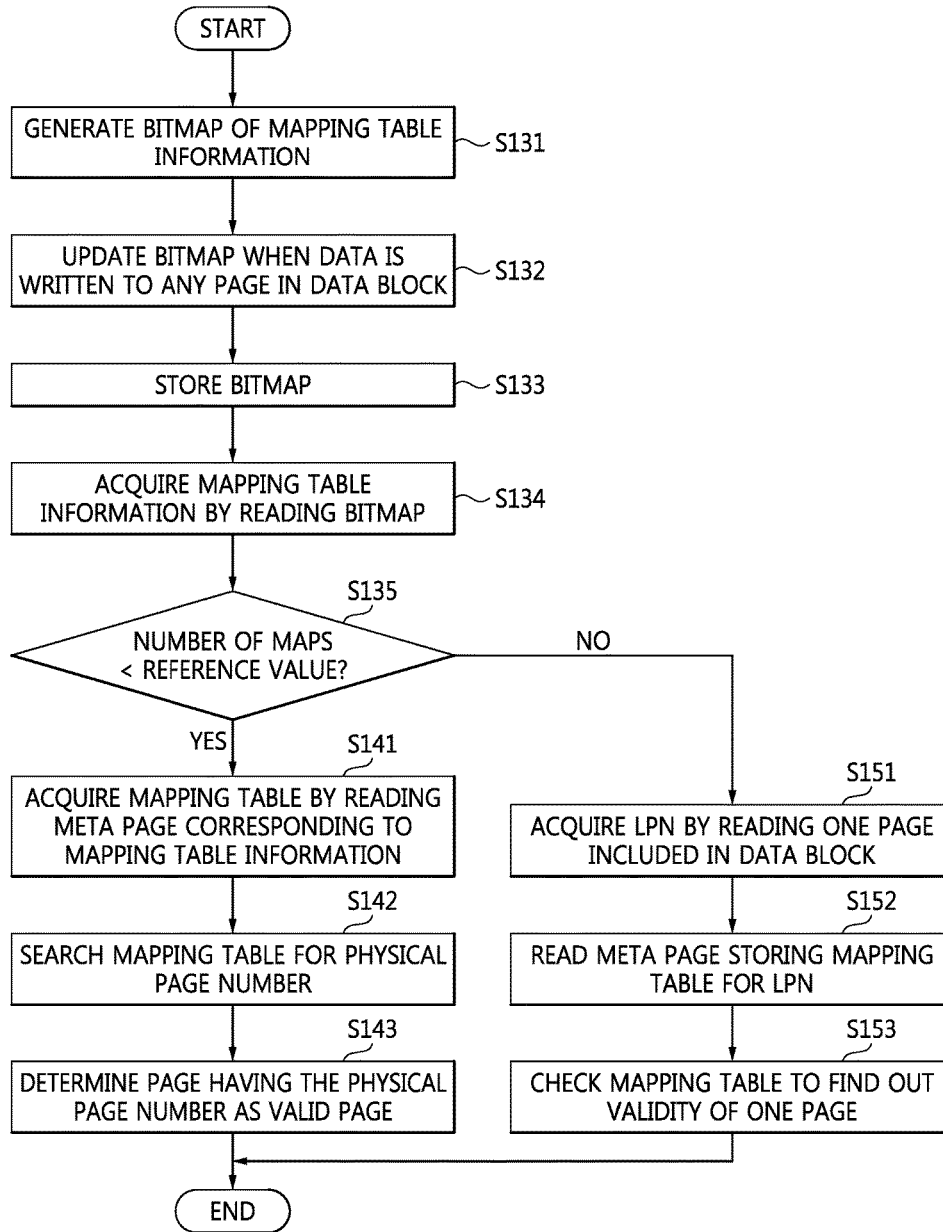 START
GENERATE BITMAP OF MAPPING TABLE
INFORMATION
S131
UPDATE BITMAP WHEN DATA IS
WRITTEN TO ANY PAGE IN DATA BLOCK
S132
STORE BITMAP
S133
ACQUIRE MAPPING TABLE
INFORMATION BY READING BITMAP
S134
S135
NUMBER OF MAPS
< REFERENCE VALUE?
NO
YES
S141
ACQUIRE MAPPING TABLE BY READING
META PAGE CORRESPONDING TO
MAPPING TABLE INFORMATION
S151
ACQUIRE LPN BY READING ONE PAGE
INCLUDED IN DATA BLOCK
S142
SEARCH MAPPING TABLE FOR PHYSICAL
PAGE NUMBER
S152
READ META PAGE STORING MAPPING
TABLE FOR LPN
S143
DETERMINE PAGE HAVING THE PHYSICAL
PAGE NUMBER AS VALID PAGE
S153
CHECK MAPPING TABLE TO FIND OUT
VALIDITY OF ONE PAGE
END